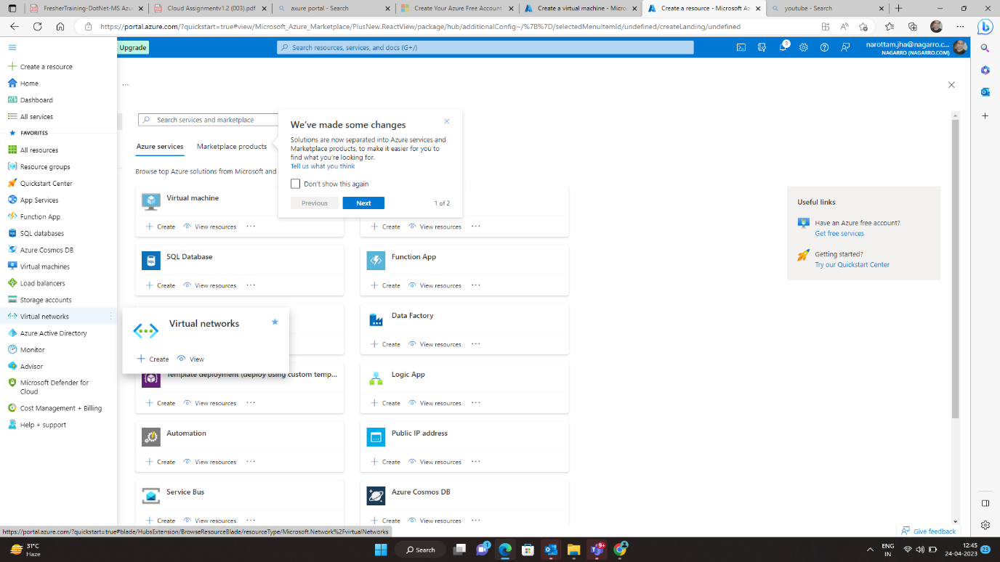 FresherTraining-DotNet-MS Azur
Cloud Assignmentv1.2 (003).pdf
axure portal - Search
Create Your Azure Free Account
Create a virtual machine - Micros
Create a resource - Microsoft Az
youtube - Search
https://portal.azure.com/?quickstart=true#view/Microsoft_Azure_Marketplace/PlusNew.ReactView/package/hub/additionalConfig~/%7B%7D/selectedMenuItemId/undefined/createLanding/undefined
Upgrade
Search resources, services, and docs (G+/)
3
narottam.jha@nagarro.c...
NAGARRO (NAGARRO.COM)
Create a resource
Home
Dashboard
All services
FAVORITES
All resources
Resource groups
Quickstart Center
App Services
Function App
SQL databases
Azure Cosmos DB
Virtual machines
Load balancers
Storage accounts
Virtual networks
Azure Active Directory
Monitor
Advisor
Microsoft Defender for
Cloud
Cost Management + Billing
Help + support
...
Search services and marketplace
Azure services
Marketplace products
Browse top Azure solutions from Microsoft and
We've made some changes
Solutions are now separated into Azure services and
Marketplace products, to make it easier for you to
find what you're looking for.
Tell us what you think
Don't show this again
Previous
Next
1 of 2
Virtual machine
Create
View resources
...
Create
View resources
...
SQL Database
Create
View resources
...
Function App
Create
View resources
...
Virtual networks
Create
View
Data Factory
Create
View resources
...
Template deployment (deploy using custom temp...
Create
View resources
...
Logic App
Create
View resources
...
Automation
Create
View resources
...
Public IP address
Create
View resources
...
Service Bus
Create
View resources
...
Azure Cosmos DB
Create
View resources
...
Useful links
Have an Azure free account?
Get free services
Getting started?
Try our Quickstart Center
Give feedback
https://portal.azure.com/?quickstart=true#blade/HubsExtension/BrowseResourceBlade/resourceType/Microsoft.Network%2FvirtualNetworks
31°C
Haze
Search
1
9+
ENG
IN
12:45
24-04-2023
23